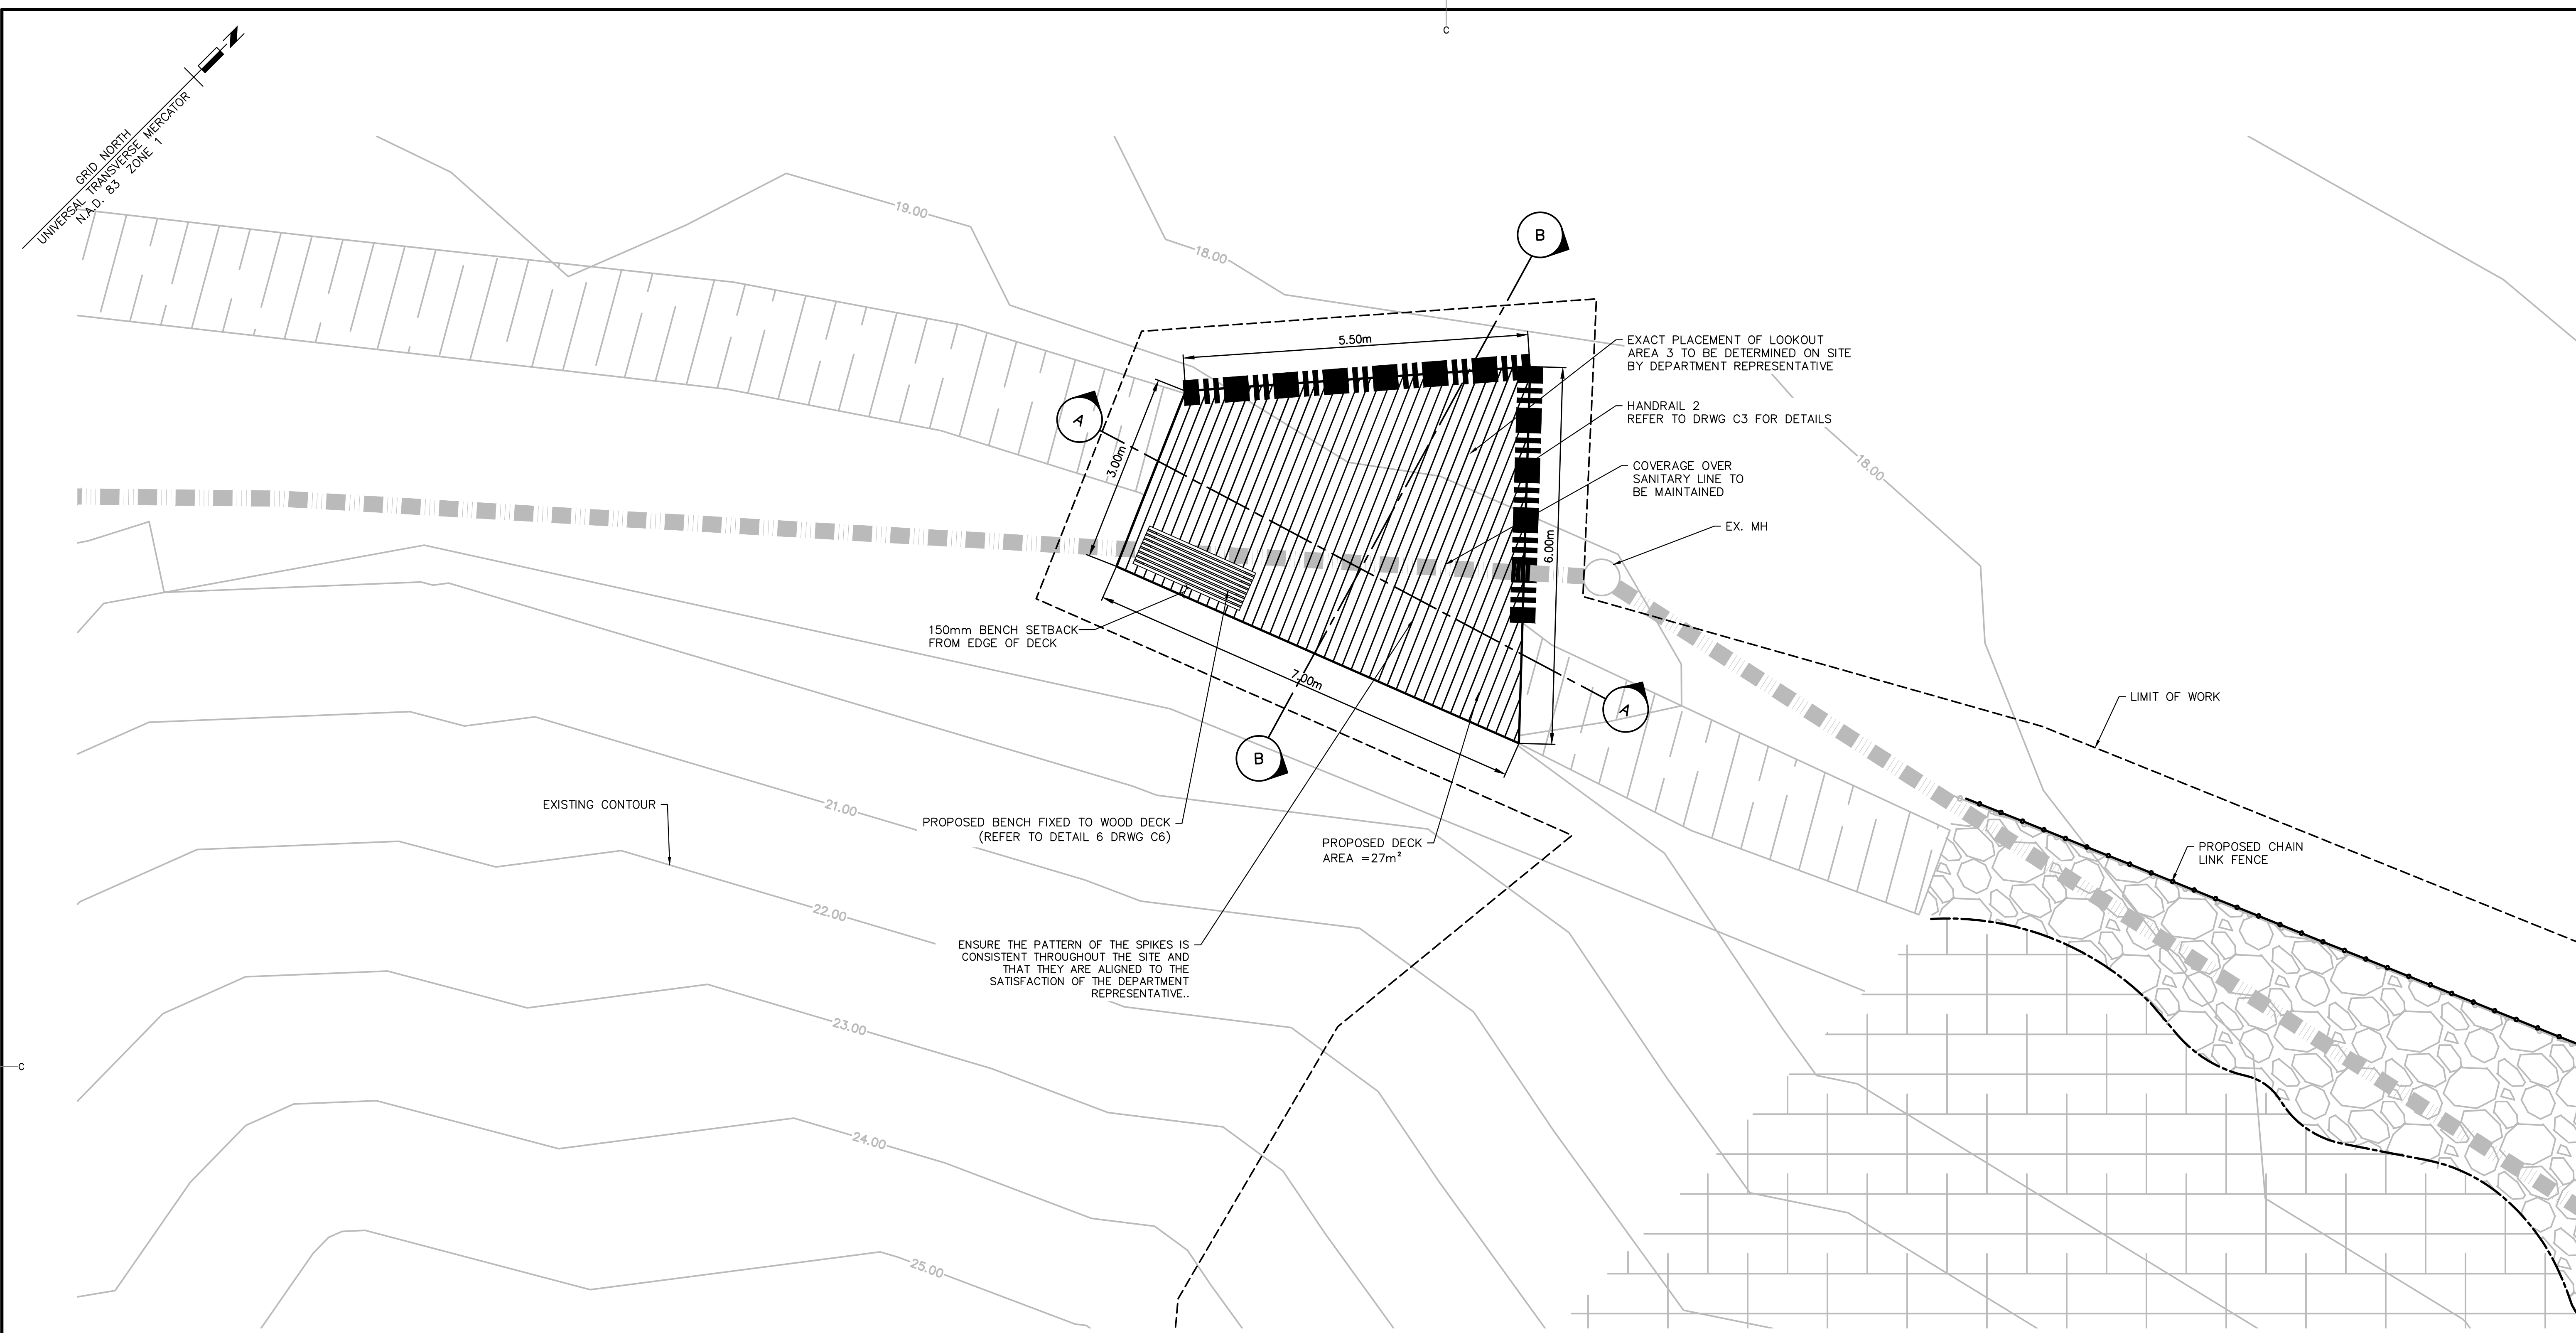 C
N
GRID NORTH
UNIVERSAL TRANSVERSE MERCATOR
N.A.D. 83 ZONE 1
19.00
18.00
B
5.50m
EXACT PLACEMENT OF LOOKOUT
AREA 3 TO BE DETERMINED ON SITE
BY DEPARTMENT REPRESENTATIVE
A
3.00m
HANDRAIL 2
REFER TO DRWG C3 FOR DETAILS
COVERAGE OVER
SANITARY LINE TO
BE MAINTAINED
18.00
EX. MH
6.00m
150mm BENCH SETBACK
FROM EDGE OF DECK
7.00m
A
LIMIT OF WORK
B
EXISTING CONTOUR
21.00
PROPOSED BENCH FIXED TO WOOD DECK
(REFER TO DETAIL 6 DRWG C6)
PROPOSED DECK
AREA =27m²
PROPOSED CHAIN
LINK FENCE
22.00
ENSURE THE PATTERN OF THE SPIKES IS
CONSISTENT THROUGHOUT THE SITE AND
THAT THEY ARE ALIGNED TO THE
SATISFACTION OF THE DEPARTMENT
REPRESENTATIVE..
23.00
C
24.00
25.00